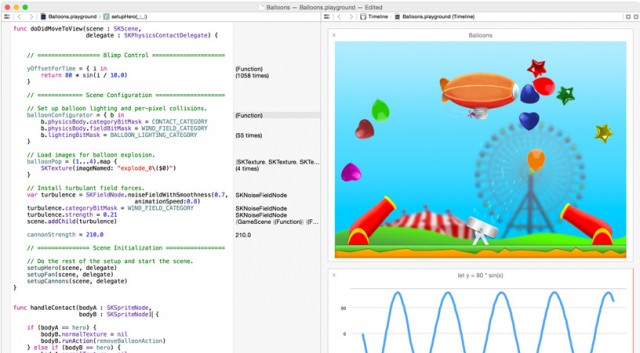 Balloons.playground — Edited
Balloons.playground
setupHero(_:_:)
Timeline
Balloons.playground (Timeline)
func doDidMoveToView(scene : SKScene,
delegate : SKPhysicsContactDelegate) {
// ================== Blimp Control ==================
yOffsetForTime = { i in
return 80 * sin(i / 10.0)
}
(Function)
(1058 times)
// ============== Scene Configuration ==============
// Set up balloon lighting and per-pixel collisions.
balloonConfigurator = { b in
b.physicsBody.categoryBitMask = CONTACT_CATEGORY
b.physicsBody.fieldBitMask = WIND_FIELD_CATEGORY
b.lightingBitMask = BALLOON_LIGHTING_CATEGORY
}
(Function)
(55 times)
// Load images for balloon explosion.
balloonPop = (1...4).map {
SKTexture(imageNamed: "explode_0\($0)")
}
[SKTexture, SKTexture, SKTe...
(4 times)
// Install turbulant field forces.
var turbulence = SKFieldNode.noiseFieldWithSmoothness(0.7,
animationSpeed:0.8)
turbulence.categoryBitMask = WIND_FIELD_CATEGORY
turbulence.strength = 0.21
scene.addChild(turbulence)
SKNoiseFieldNode
SKNoiseFieldNode
SKNoiseFieldNode
cannonStrength = 210.0
210.0
// ============== Scene Initialization ==============
// Do the rest of the setup and start the scene.
setupHero(scene, delegate)
setupFan(scene, delegate)
setupCannons(scene, delegate)
}
func handleContact(bodyA : SKSpriteNode,
bodyB : SKSpriteNode) {
if (bodyA == hero) {
bodyB.normalTexture = nil
bodyB.runAction(removeBalloonAction)
} else if (bodyB == hero) {
bodyA.normalTexture = nil
Balloons
let y = 80 * sin(x)
0